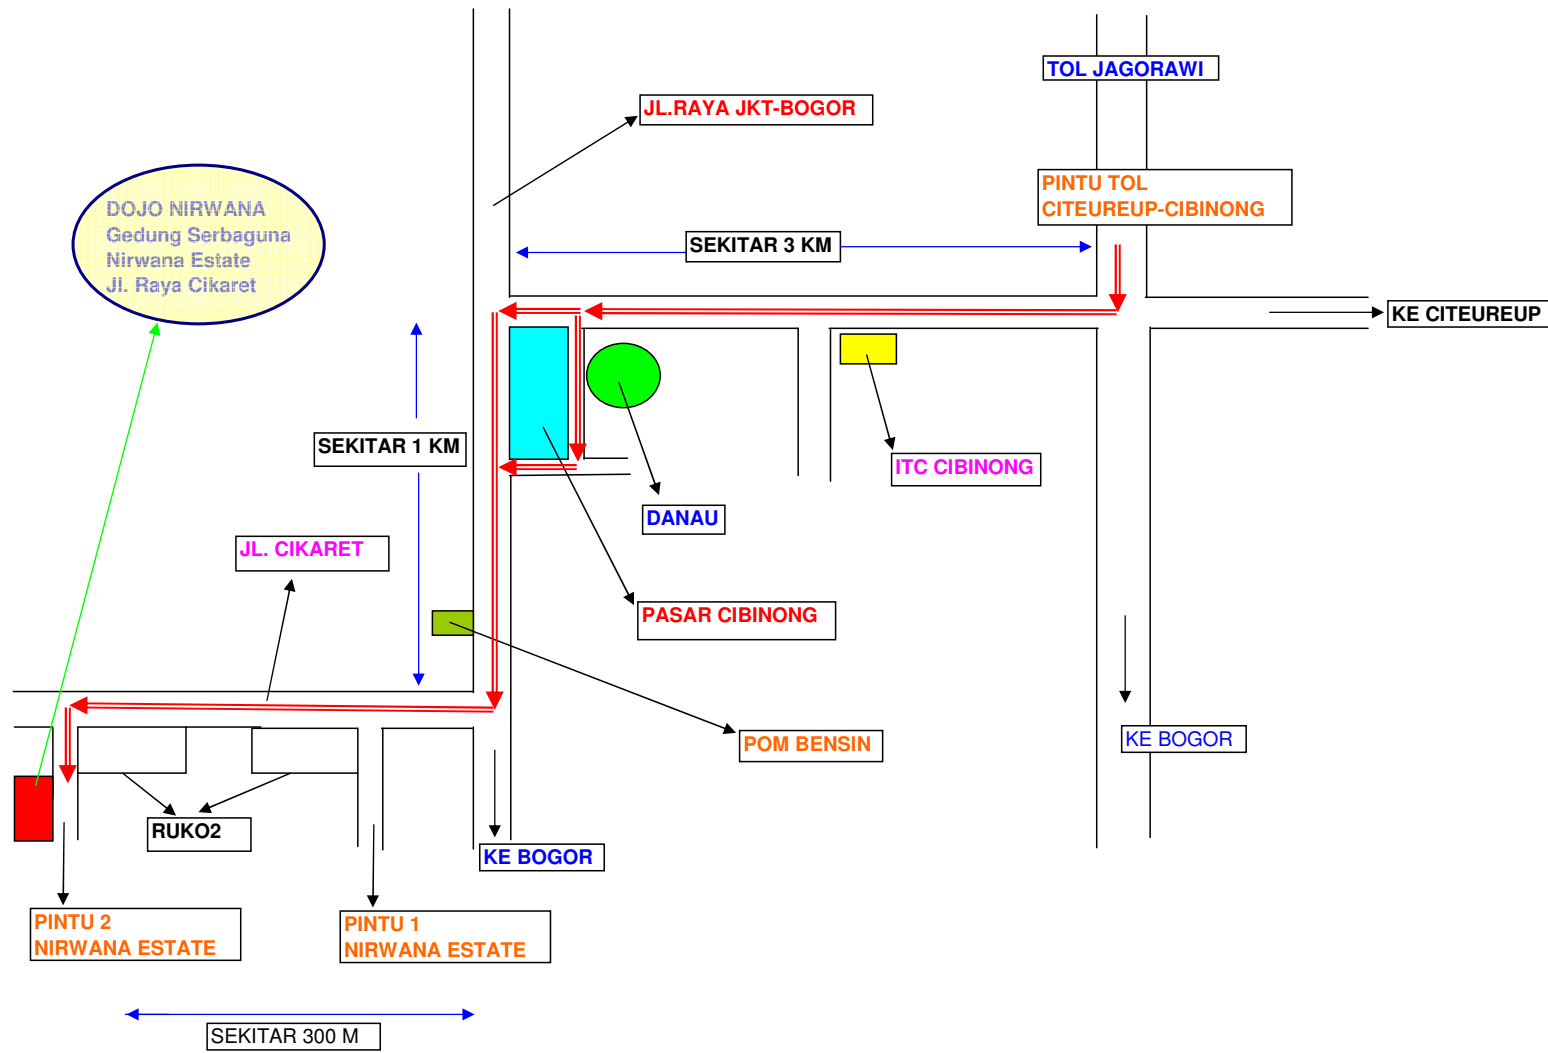 TOL JAGORAWI
JL.RAYA JKT-BOGOR
PINTU TOL
CITEUREUP-CIBINONG
DOJO NIRWANA
Gedung Serbaguna
Nirwana Estate
Jl. Raya Cikaret
SEKITAR 3 KM
KE CITEUREUP
SEKITAR 1 KM
ITC CIBINONG
DANAU
JL. CIKARET
PASAR CIBINONG
POM BENSIN
KE BOGOR
RUKO2
KE BOGOR
PINTU 2
NIRWANA ESTATE
PINTU 1
NIRWANA ESTATE
SEKITAR 300 M